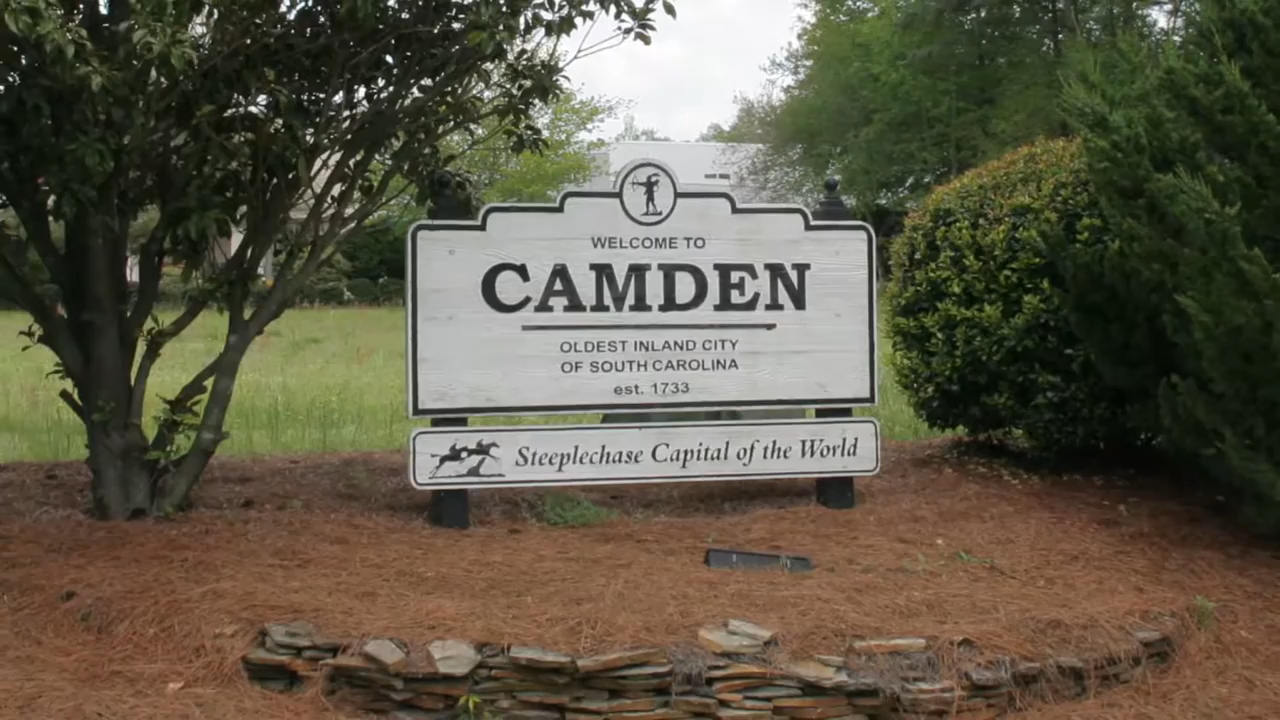 WELCOME TO
CAMDEN
OLDEST INLAND CITY
OF SOUTH CAROLINA
est. 1733
Steeplechase Capital of the World